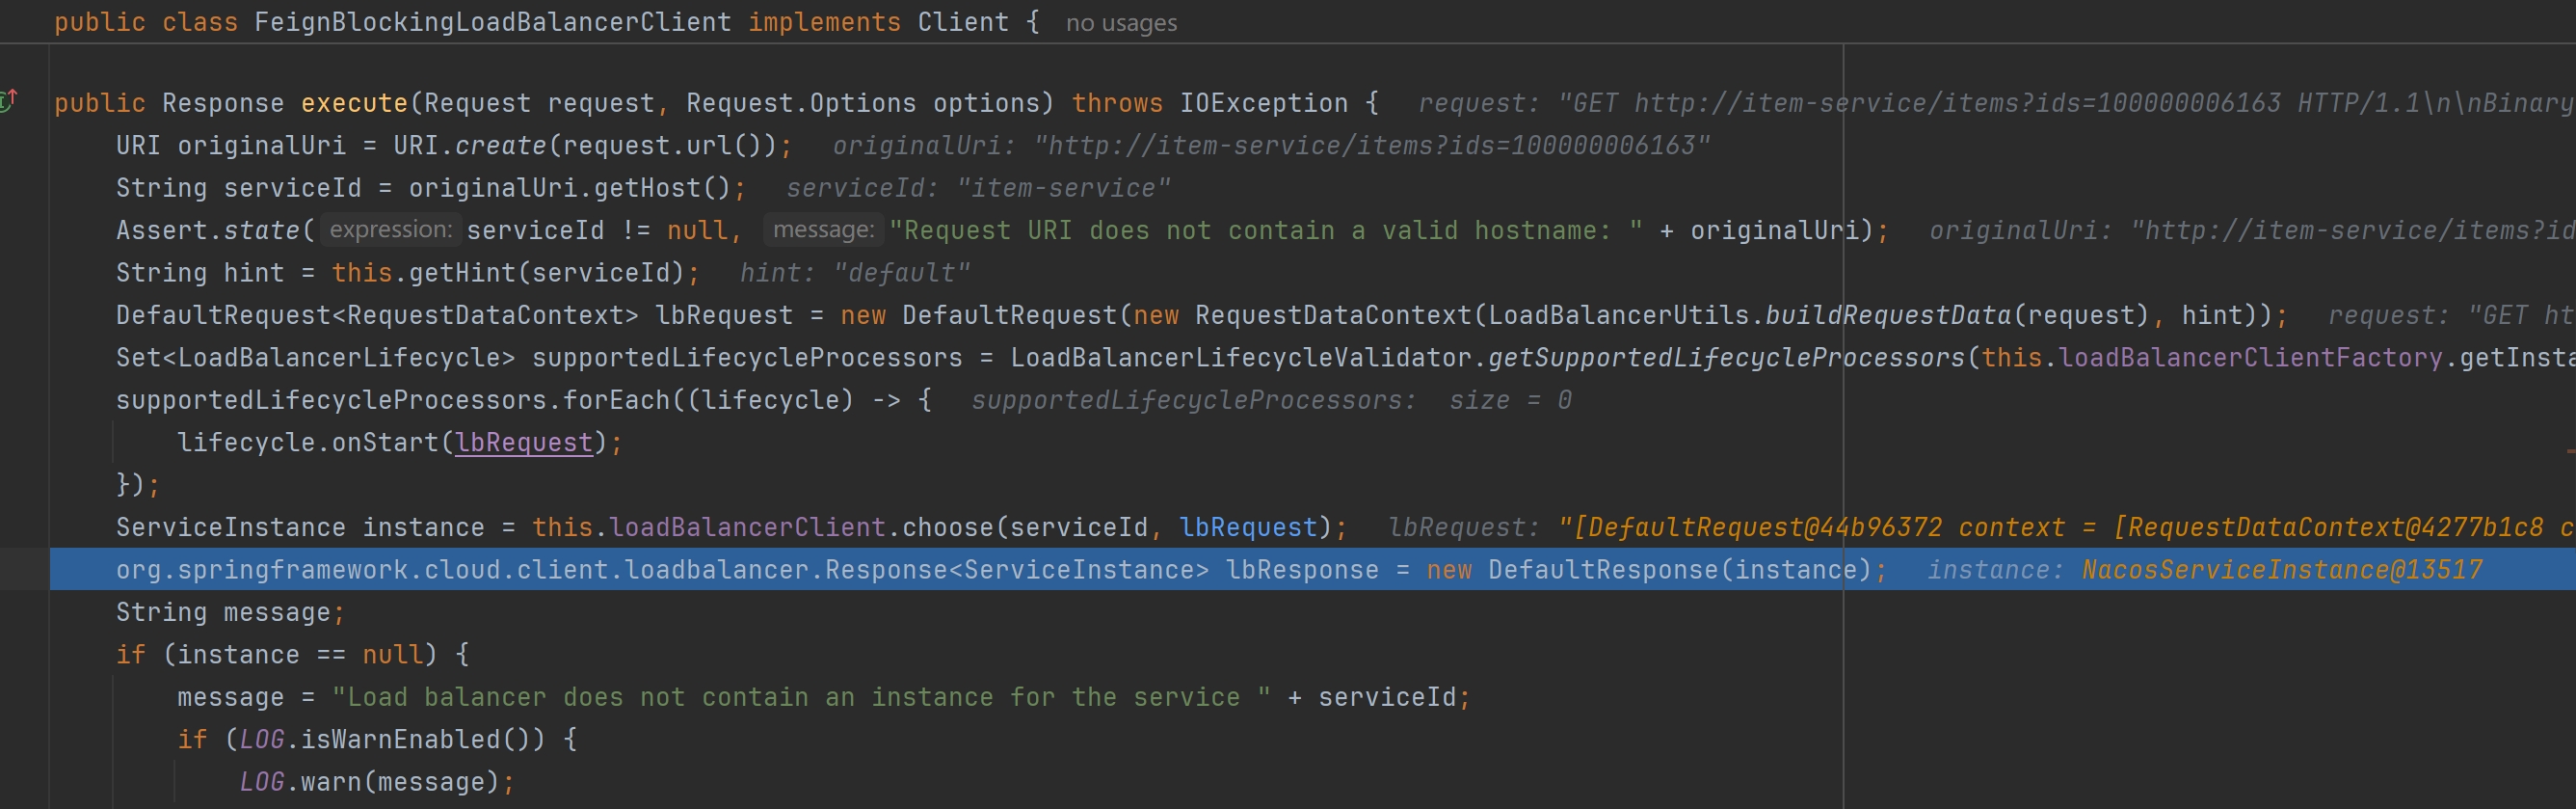 public class FeignBlockingLoadBalancerClient implements Client { no usages
public Response execute(Request request, Request.Options options) throws IOException { request: "GET http://item-service/items?ids=100000006163 HTTP/1.1\n\nBinary
URI originalUri = URI.create(request.url()); originalUri: "http://item-service/items?ids=100000006163"
String serviceId = originalUri.getHost(); serviceId: "item-service"
Assert.state( expression: serviceId != null, message: "Request URI does not contain a valid hostname: " + originalUri); originalUri: "http://item-service/items?id
String hint = this.getHint(serviceId); hint: "default"
DefaultRequest<RequestDataContext> lbRequest = new DefaultRequest(new RequestDataContext(LoadBalancerUtils.buildRequestData(request), hint)); request: "GET ht
Set<LoadBalancerLifecycle> supportedLifecycleProcessors = LoadBalancerLifecycleValidator.getSupportedLifecycleProcessors(this.loadBalancerClientFactory.getInsta
supportedLifecycleProcessors.forEach((lifecycle) -> { supportedLifecycleProcessors: size = 0
lifecycle.onStart(lbRequest);
});
ServiceInstance instance = this.loadBalancerClient.choose(serviceId, lbRequest); lbRequest: "[DefaultRequest@44b96372 context = [RequestDataContext@4277b1c8 c
org.springframework.cloud.client.loadbalancer.Response<ServiceInstance> lbResponse = new DefaultResponse(instance); instance: NacosServiceInstance@13517
String message;
if (instance == null) {
message = "Load balancer does not contain an instance for the service " + serviceId;
if (LOG.isWarnEnabled()) {
LOG.warn(message);